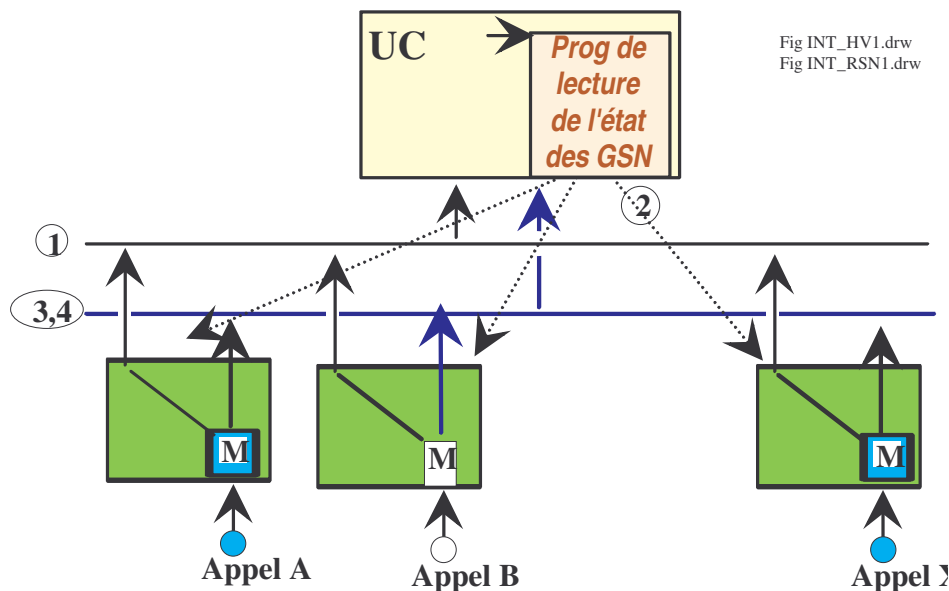 UC
Prog de
lecture
de l'état
des GSN
Fig INT_HV1.drw
Fig INT_RSN1.drw
2
1
3,4
M
M
M
Appel A
Appel B
Appel X